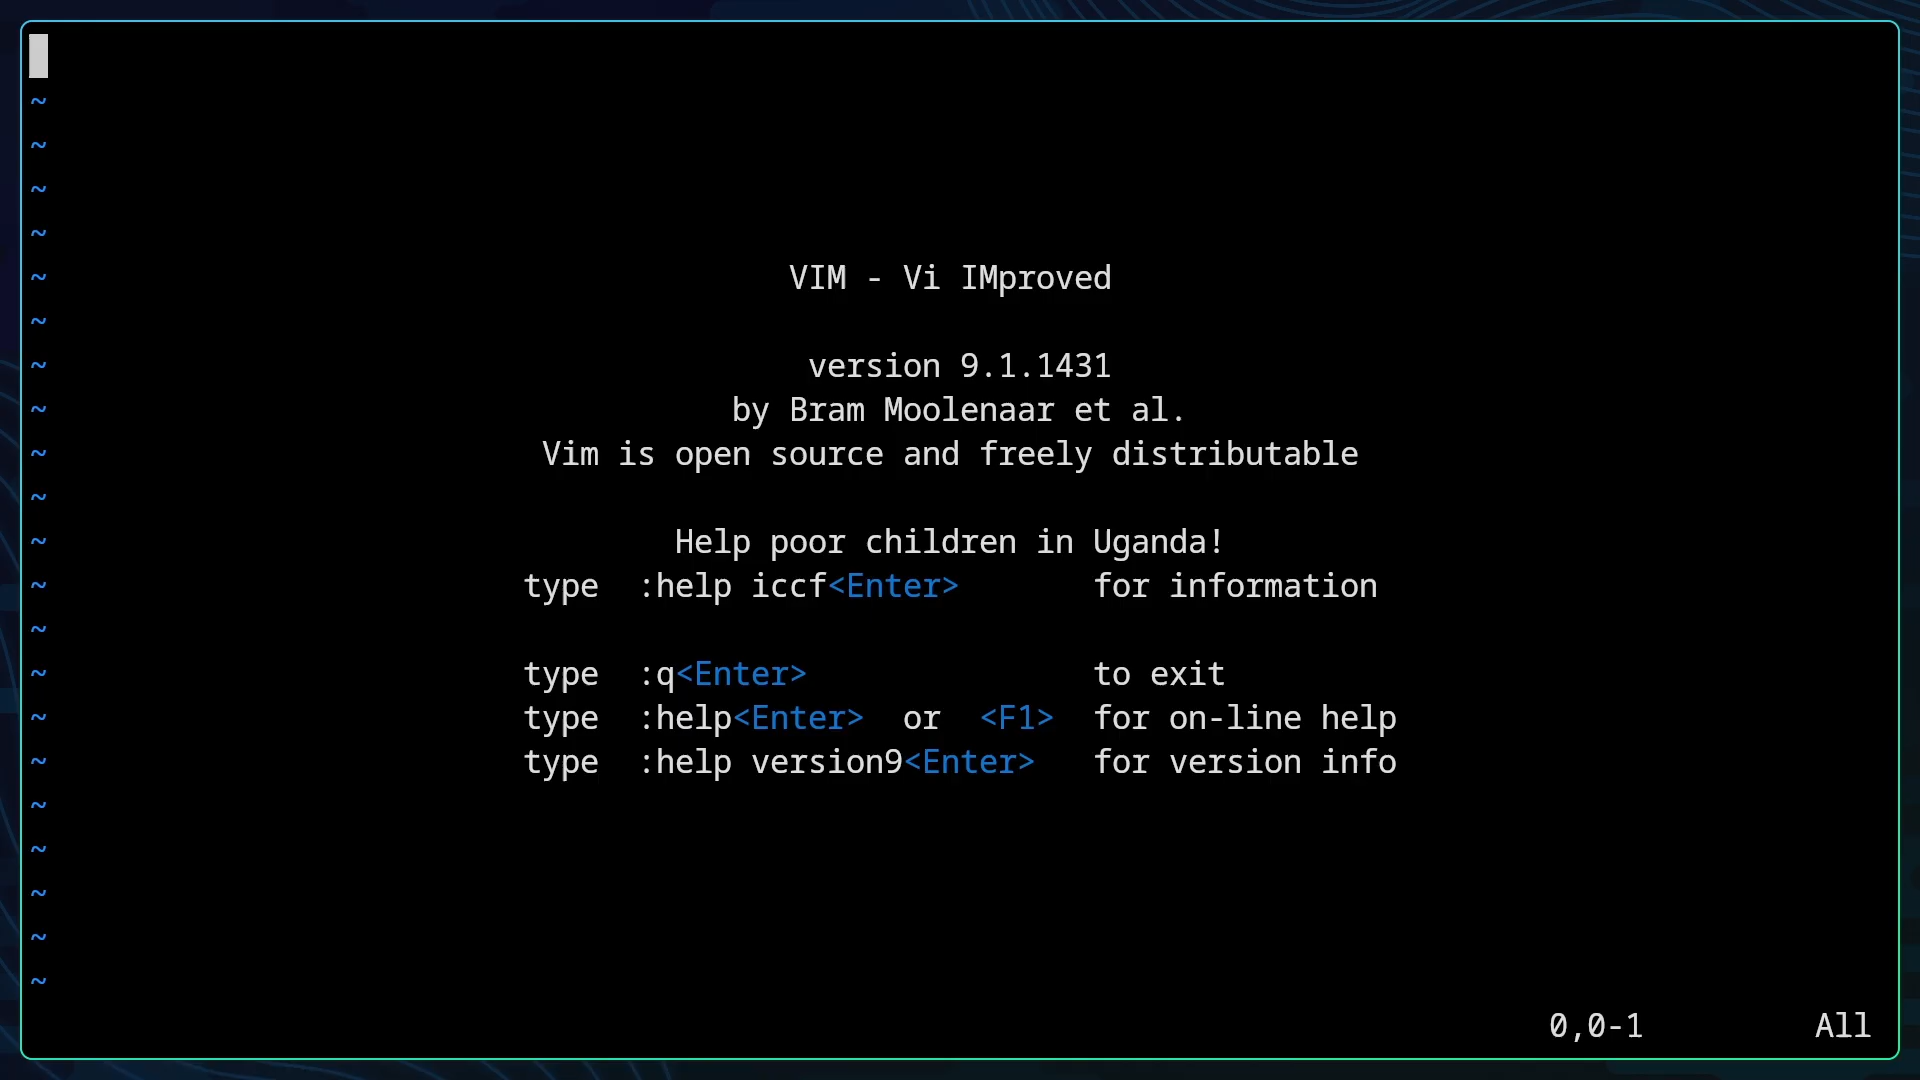 ~
~
~
~
~
VIM - Vi IMproved
~
~
version 9.1.1431
~
by Bram Moolenaar et al.
~
Vim is open source and freely distributable
~
~
Help poor children in Uganda!
~
type  :help iccf<Enter>       for information
~
~
type  :q<Enter>               to exit
~
type  :help<Enter>  or  <F1>  for on-line help
~
type  :help version9<Enter>   for version info
~
~
~
~
~
0,0-1         All